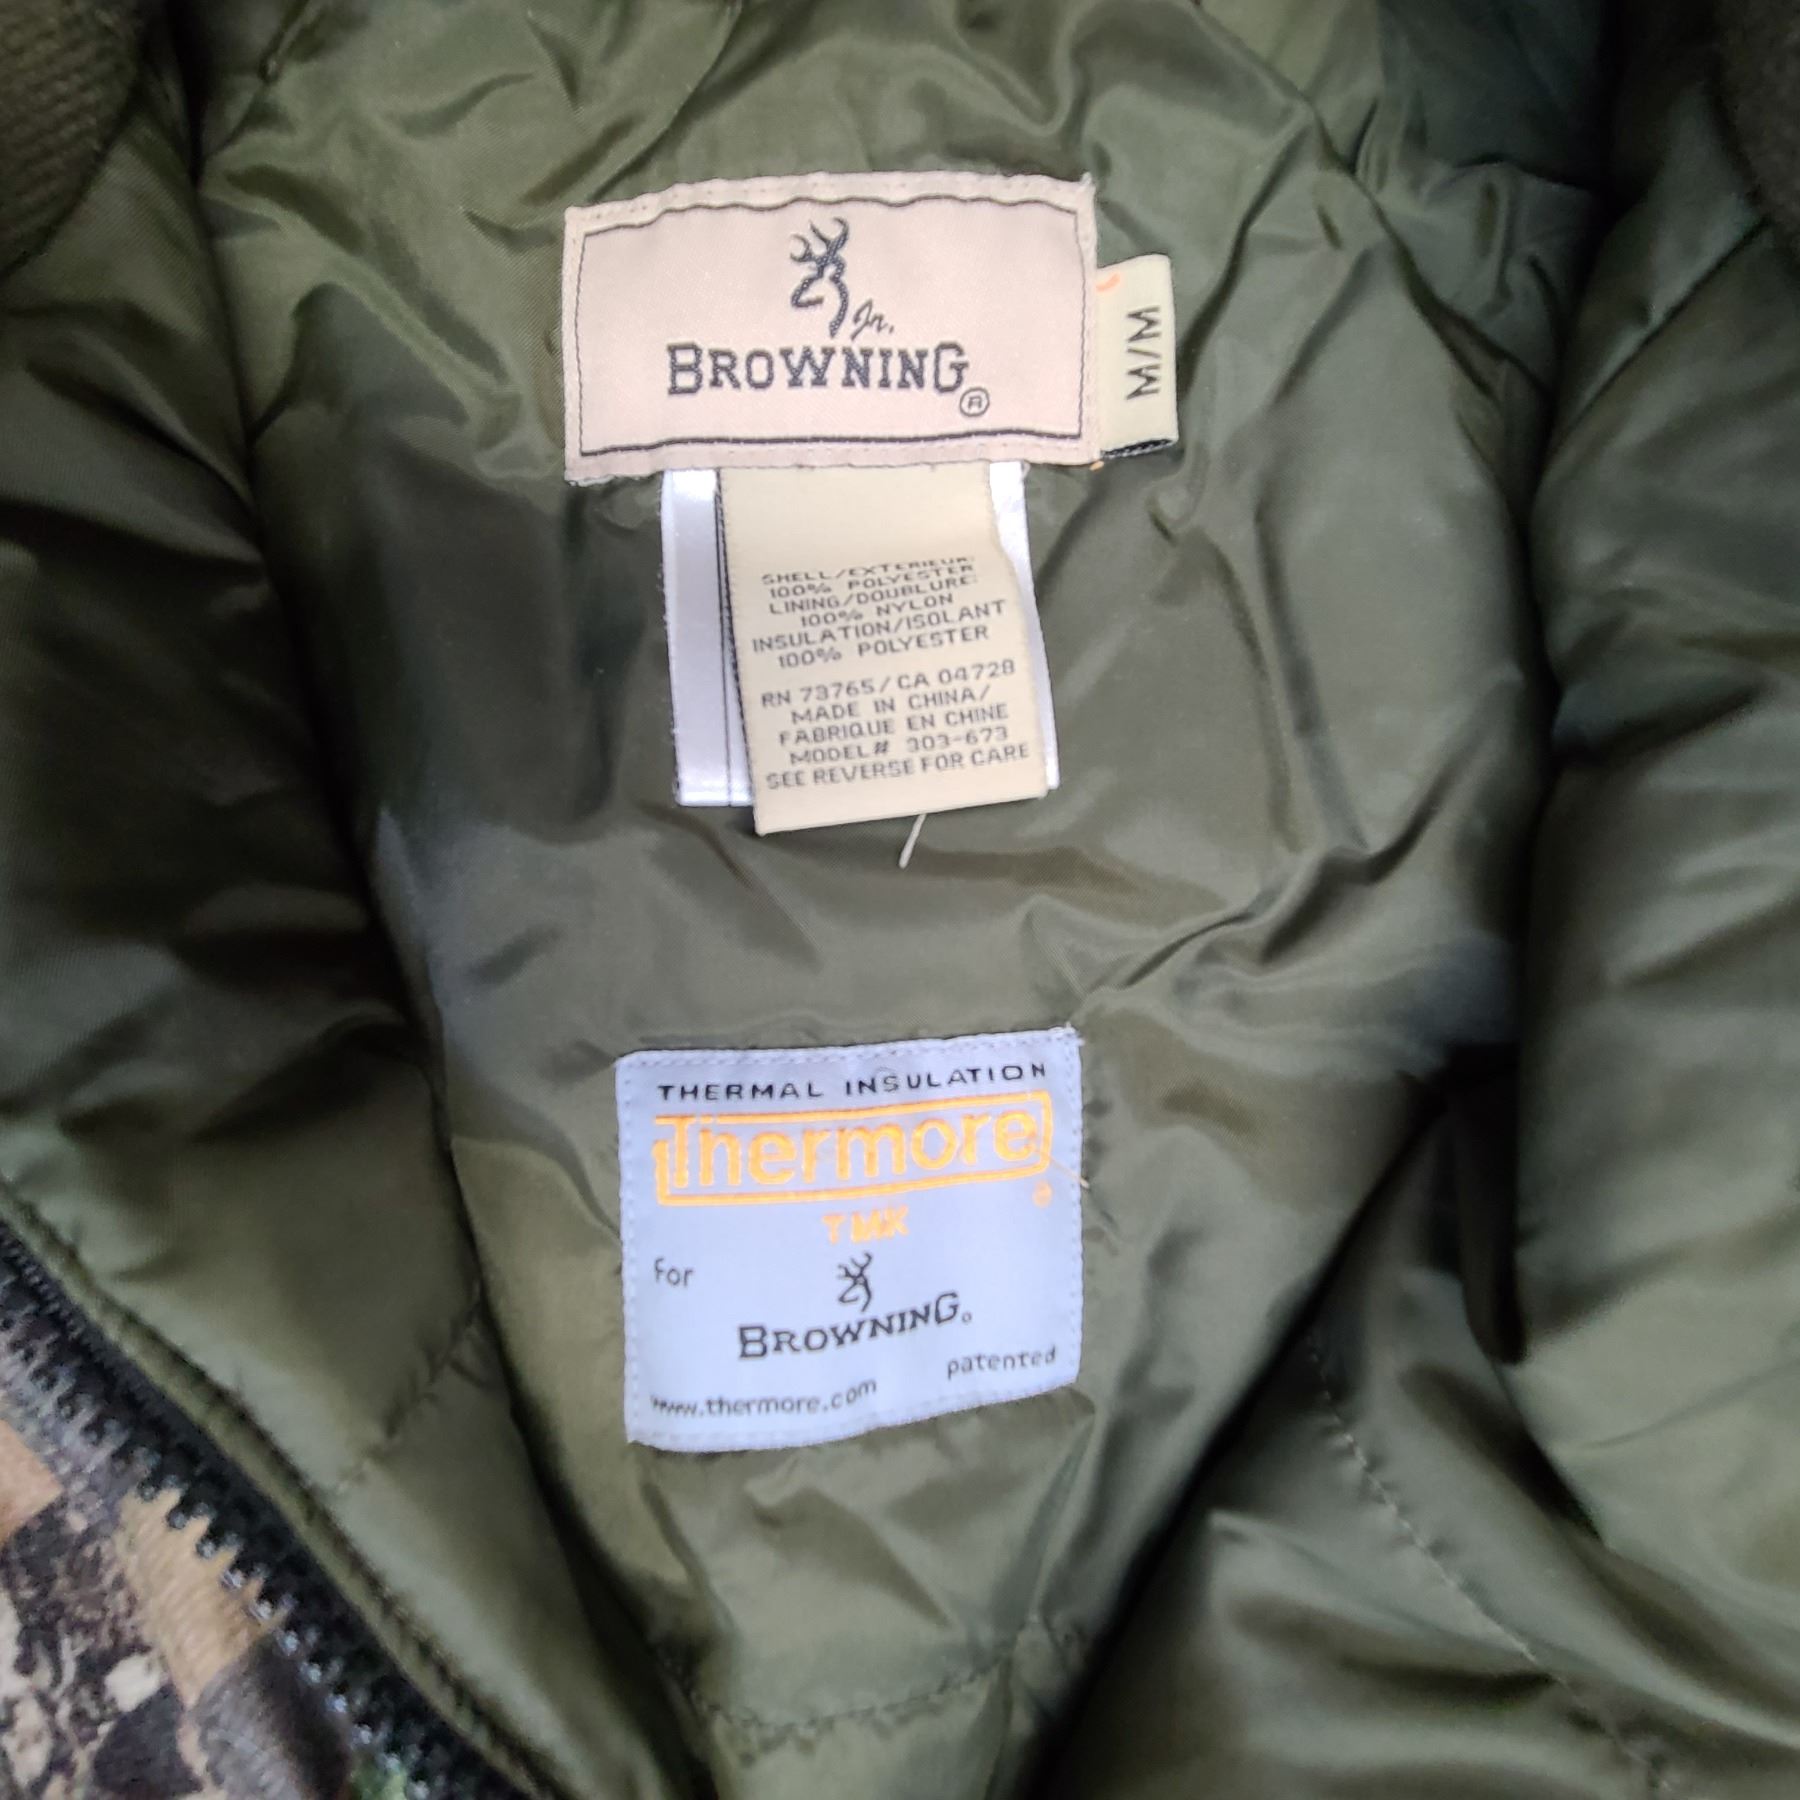 Jr.
BROWNING®
M/M
SHELL/EXTERIEUR:
100% POLYESTER
LINING/DOUBLURE:
100% NYLON
INSULATION/ISOLANT
100% POLYESTER
RN 73765/CA 04728
MADE IN CHINA/
FABRIQUE EN CHINE
MODEL# 303-673
SEE REVERSE FOR CARE
THERMAL INSULATION
Thermore®
TMK
for
BROWNING®
patented
www.thermore.com